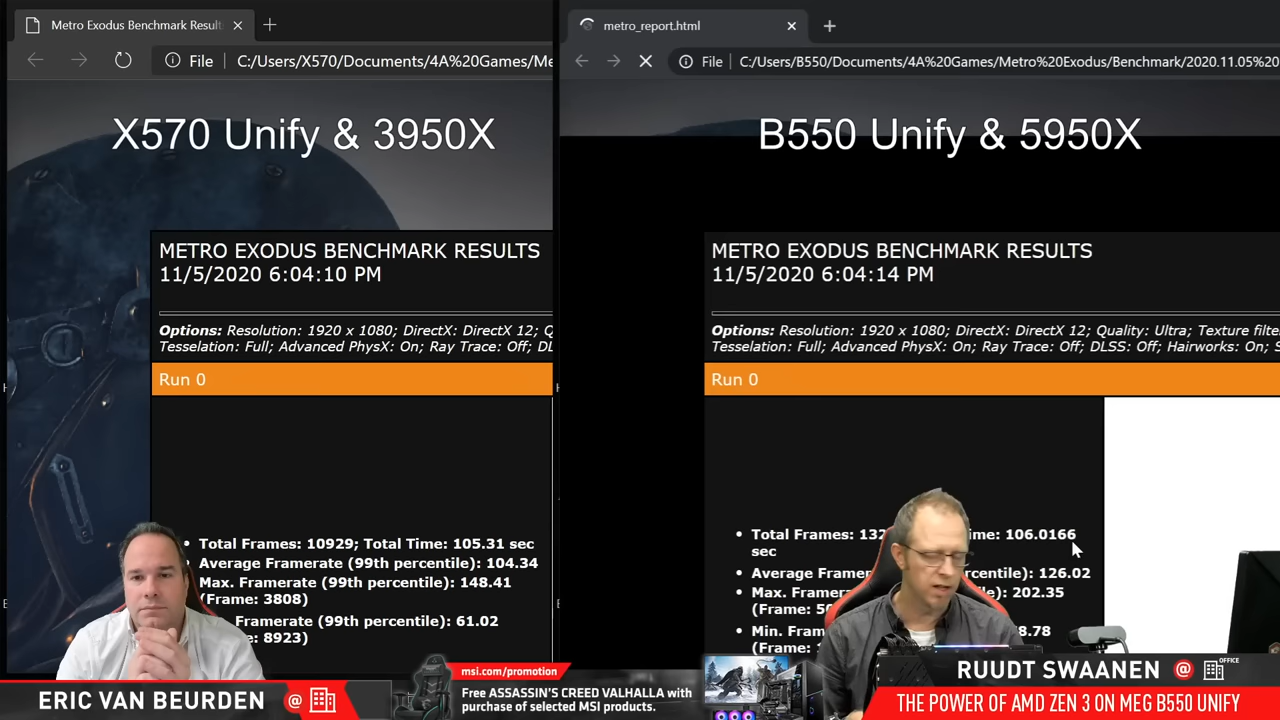 Metro Exodus Benchmark Result
metro_report.html
File
C:/Users/X570/Documents/4A%20Games/Me
File
C:/Users/B550/Documents/4A%20Games/Metro%20Exodus/Benchmark/2020.11.05%20
X570 Unify & 3950X
B550 Unify & 5950X
METRO EXODUS BENCHMARK RESULTS
11/5/2020 6:04:10 PM
Options: Resolution: 1920 x 1080; DirectX: DirectX 12; Q
Tesselation: Full; Advanced PhysX: On; Ray Trace: Off; DL
Run 0
Total Frames: 10929; Total Time: 105.31 sec
Average Framerate (99th percentile): 104.34
Max. Framerate (99th percentile): 148.41
(Frame: 3808)
Framerate (99th percentile): 61.02
e: 8923)
METRO EXODUS BENCHMARK RESULTS
11/5/2020 6:04:14 PM
Options: Resolution: 1920 x 1080; DirectX: DirectX 12; Quality: Ultra; Texture filte
Tesselation: Full; Advanced PhysX: On; Ray Trace: Off; DLSS: Off; Hairworks: On; S
Run 0
Total Frames: 132 ime: 106.0166
sec
Average Framer centile): 126.02
Max. Frame : 202.35
(Frame: 50
Min. Fram 8.78
(Frame: 1
msi.com/promotion
Free ASSASSIN'S CREED VALHALLA with
purchase of selected MSI products.
ERIC VAN BEURDEN @
RUUDT SWAANEN @ OFFICE
THE POWER OF AMD ZEN 3 ON MEG B550 UNIFY